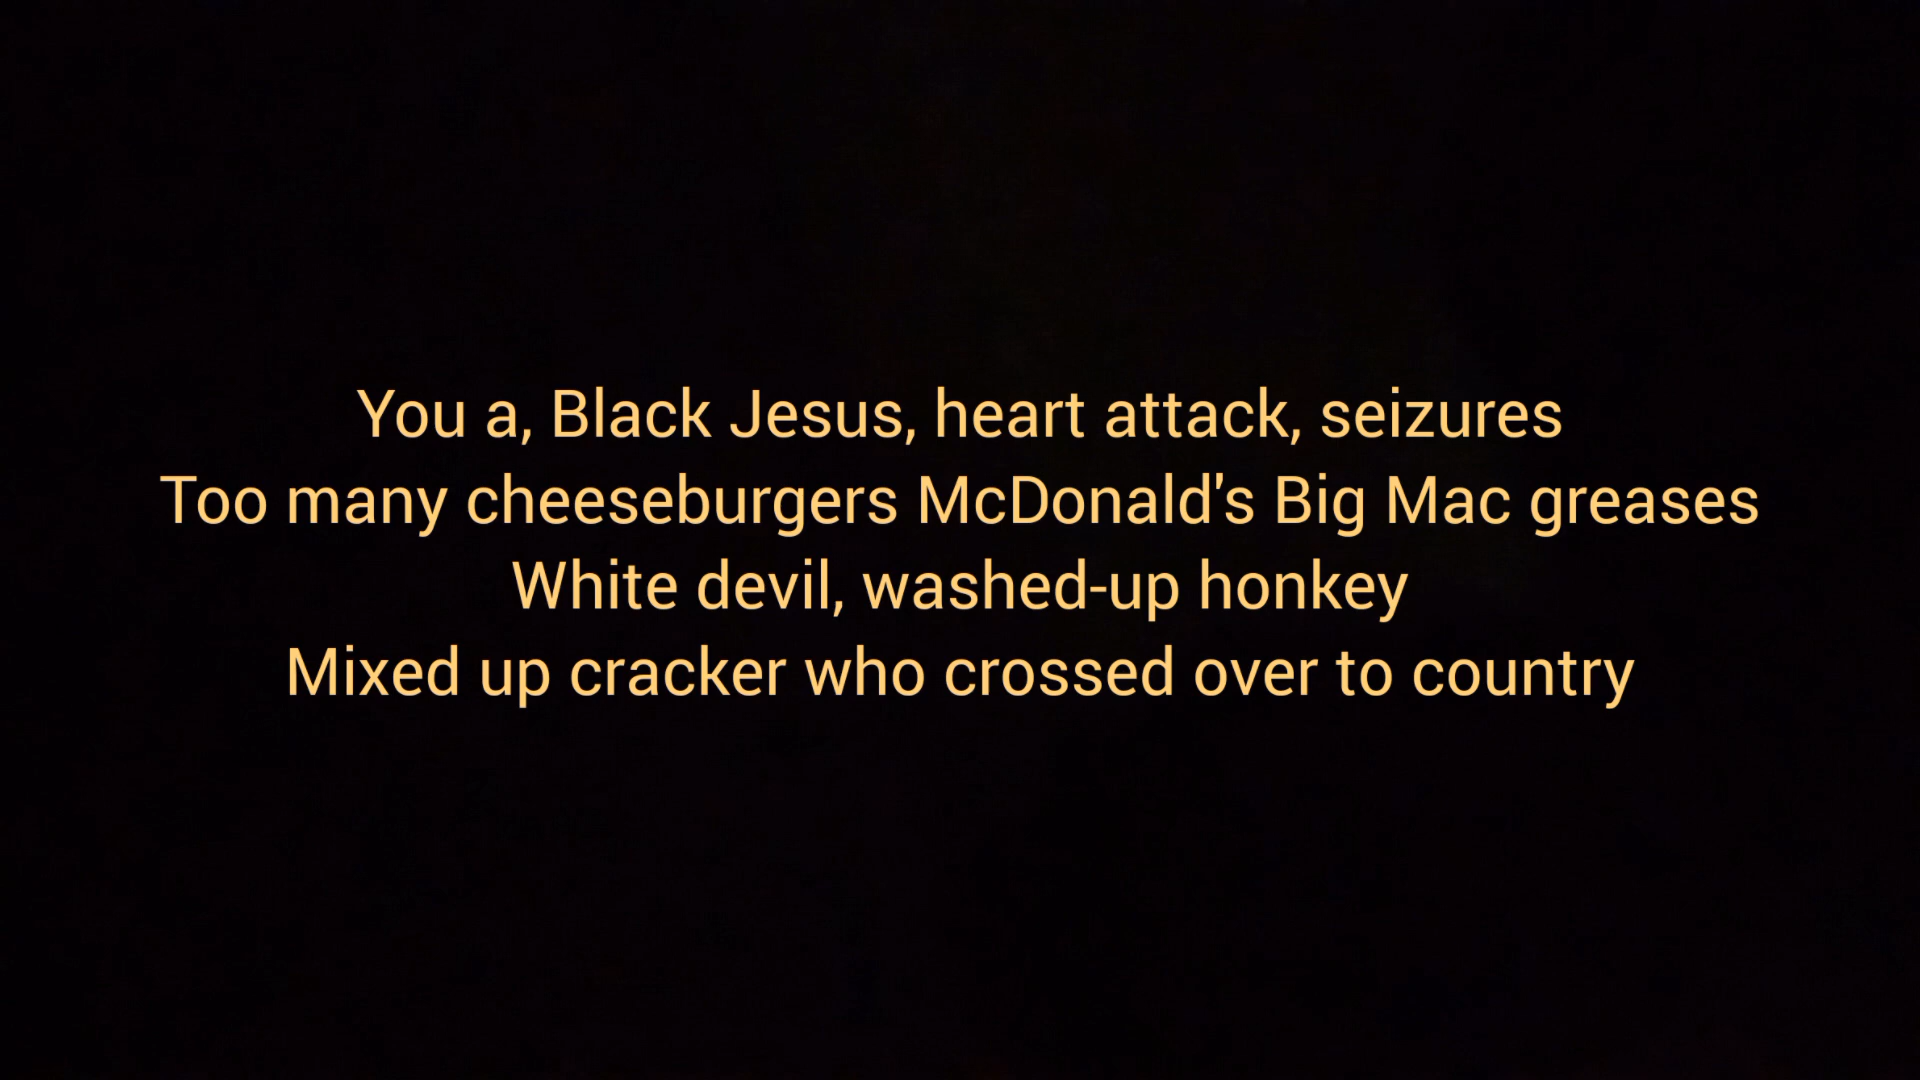 You a, Black Jesus, heart attack, seizures
Too many cheeseburgers McDonald's Big Mac greases
White devil, washed-up honkey
Mixed up cracker who crossed over to country